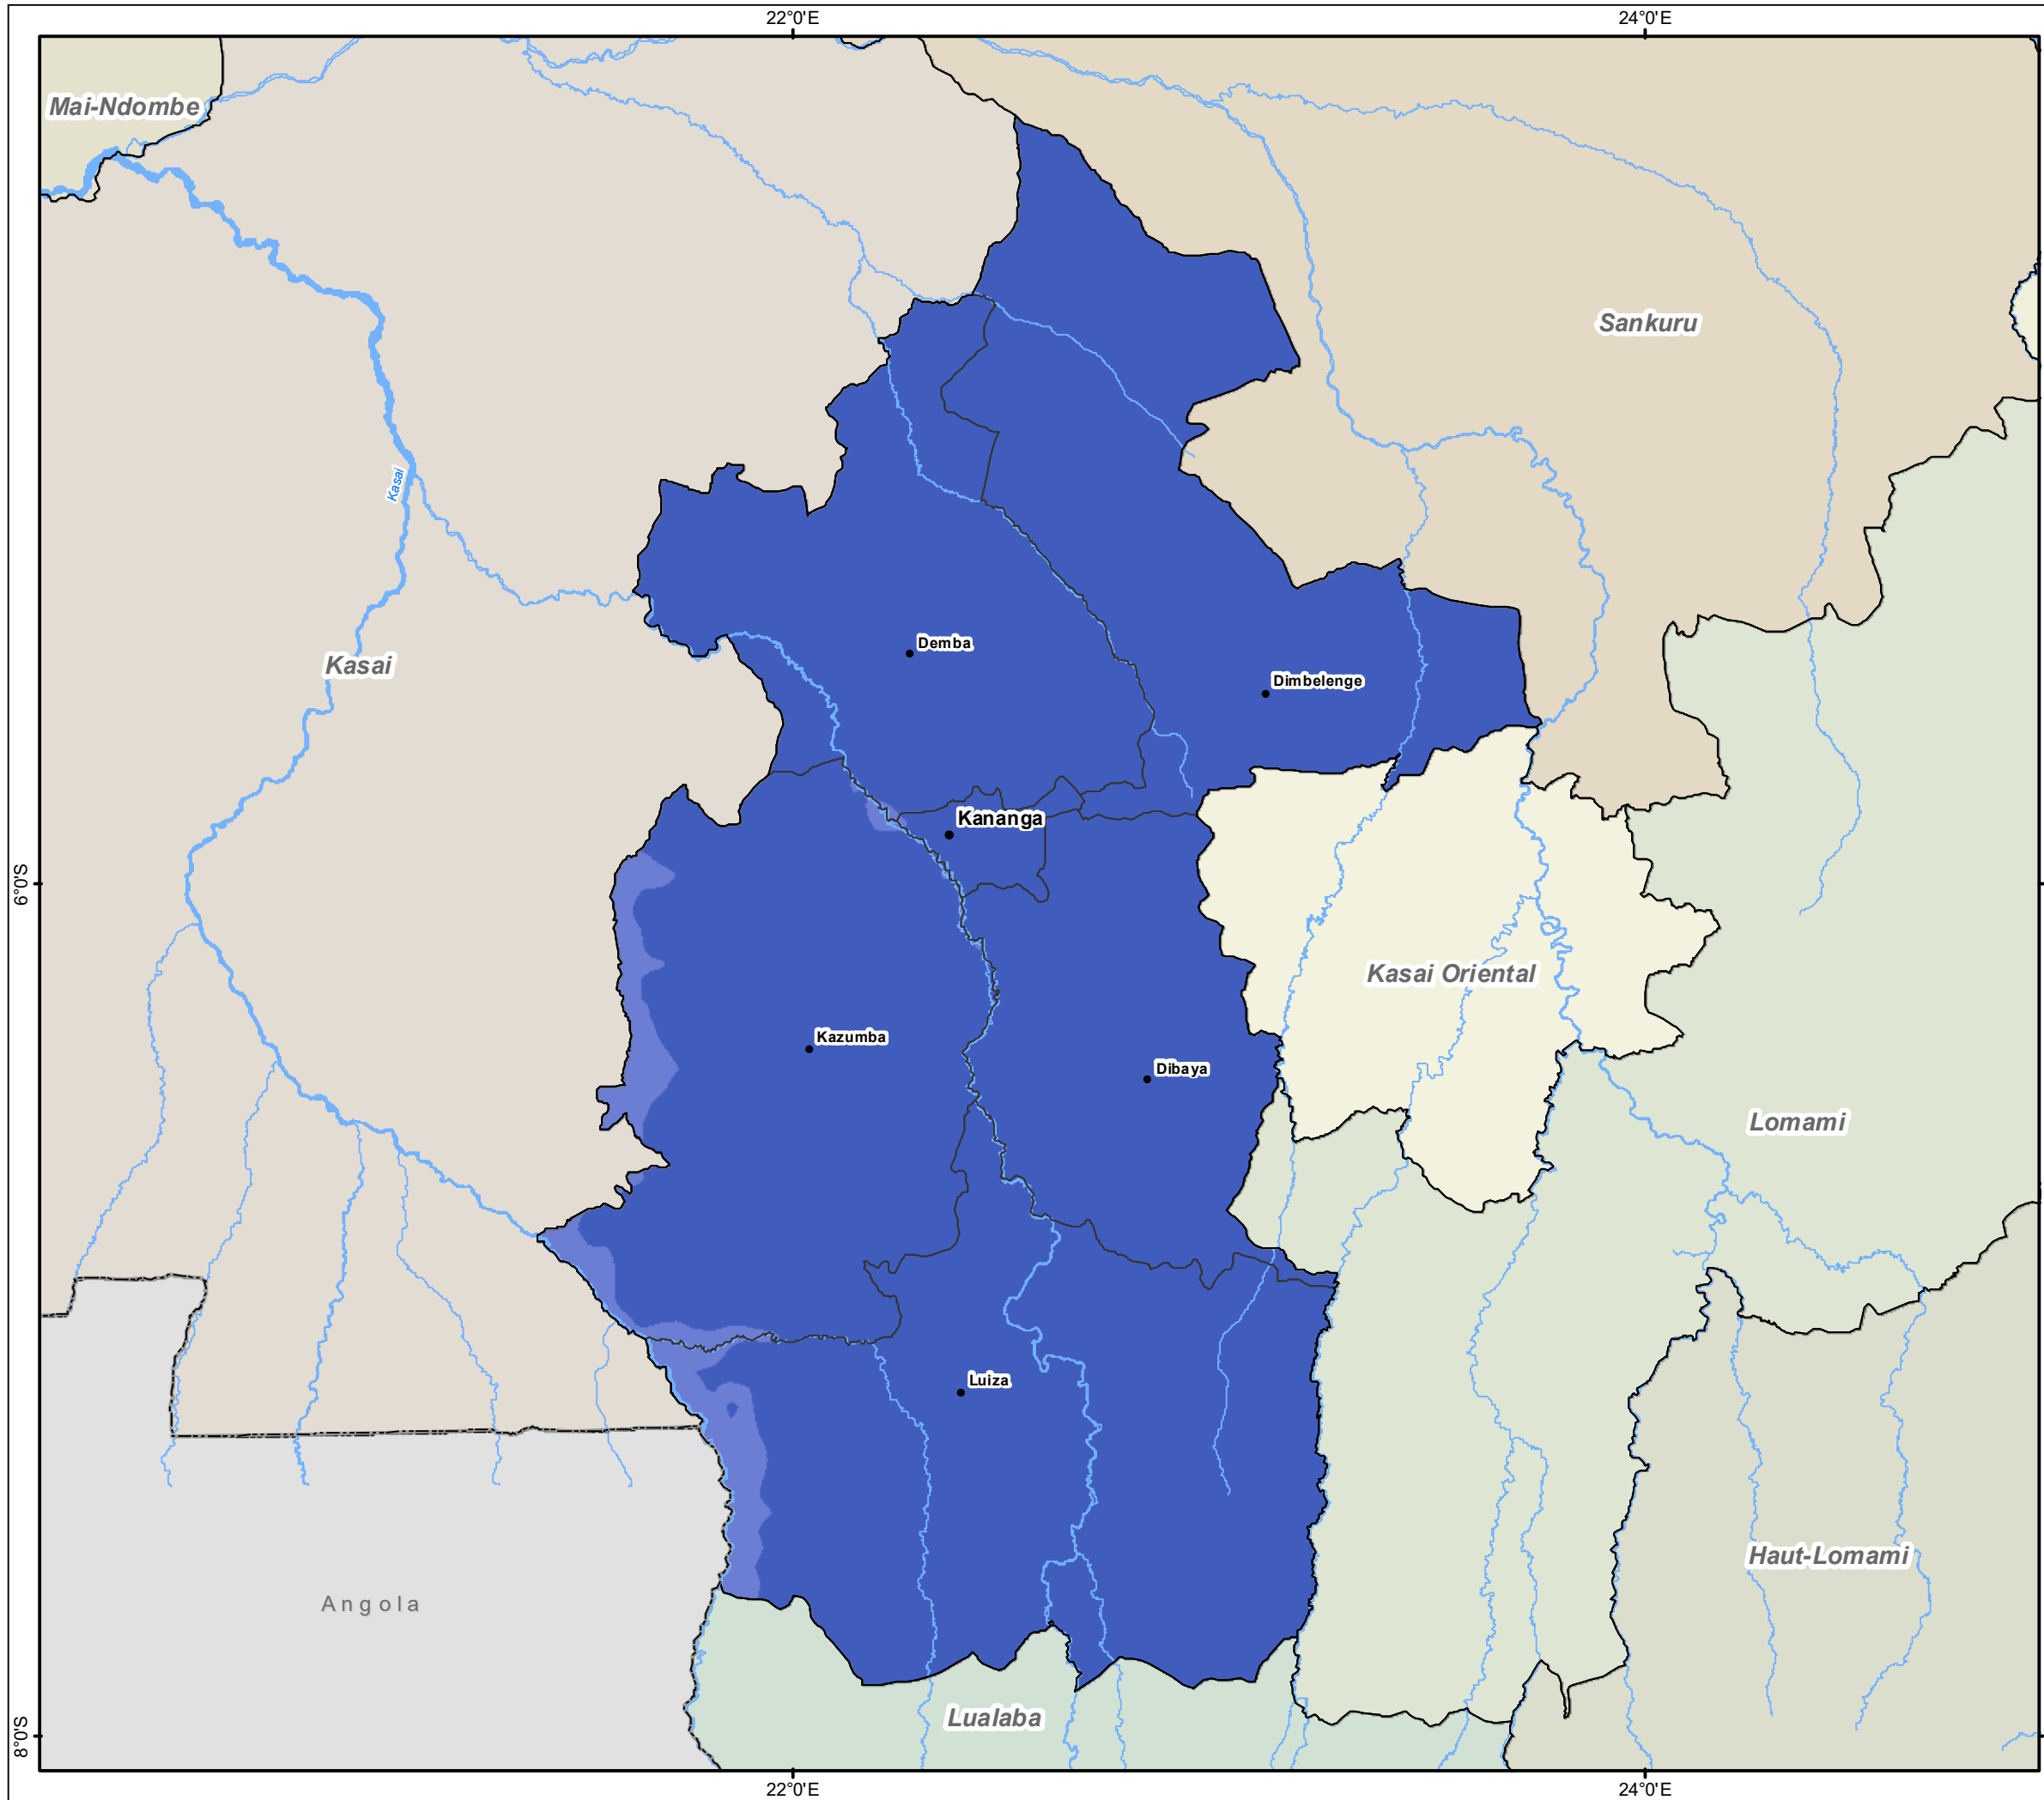 22°0'E
24°0'E
Mai-Ndombe
Sankuru
Kasai
Demba
Kasai
Dimbelenge
Kananga
6°0'S
Kasai Oriental
Kazumba
Dibaya
Lomami
Luiza
Haut-Lomami
Angola
Lualaba
8°0'S
22°0'E
24°0'E